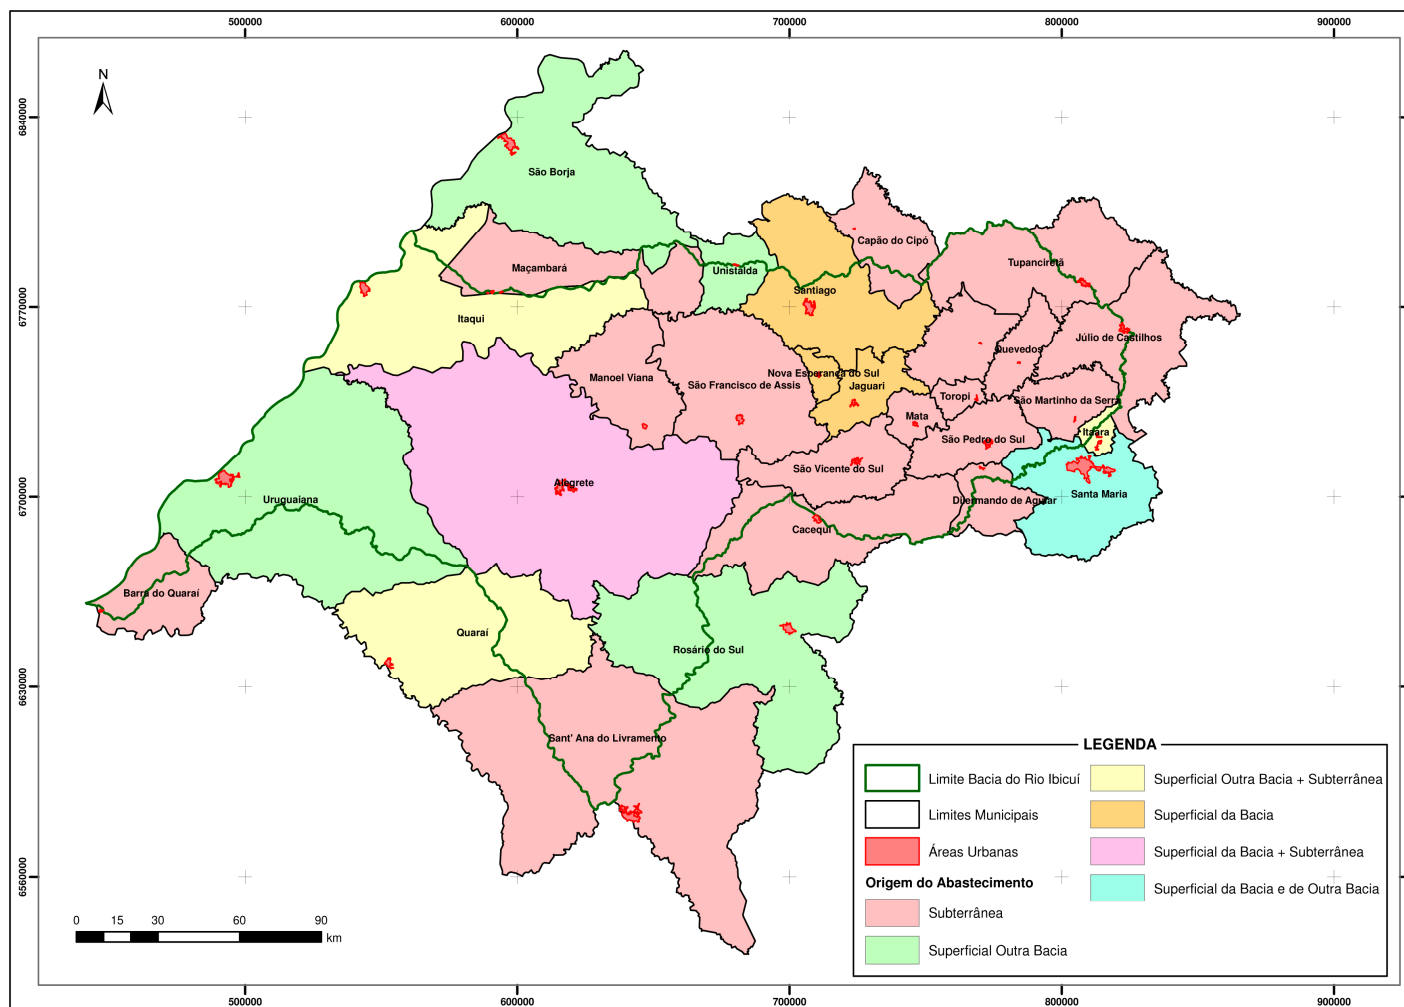 500000 600000 700000 800000 900000
N
6840000
São Borja
Capão do Cipó
Tupanciretã
Maçambará
Unistalda
Santiago
6770000
Itaqui
Júlio de Castilhos
Quevedos
Nova Esperança do Sul
Manoel Viana
São Francisco de Assis
Jaguari
Toropi
São Martinho da Serra
Mata
Itaara
São Pedro do Sul
São Vicente do Sul
Alegrete
Santa Maria
6700000
Uruguaiana
Dilermando de Aguiar
Cacequi
Barra do Quaraí
Quaraí
Rosário do Sul
6630000
Sant' Ana do Livramento
LEGENDA
Limite Bacia do Rio Ibicuí
Limites Municipais
Áreas Urbanas
Origem do Abastecimento
Subterrânea
Superficial Outra Bacia
Superficial Outra Bacia + Subterrânea
Superficial da Bacia
Superficial da Bacia + Subterrânea
Superficial da Bacia e de Outra Bacia
6560000
0 15 30 60 90
km
500000 600000 700000 800000 900000